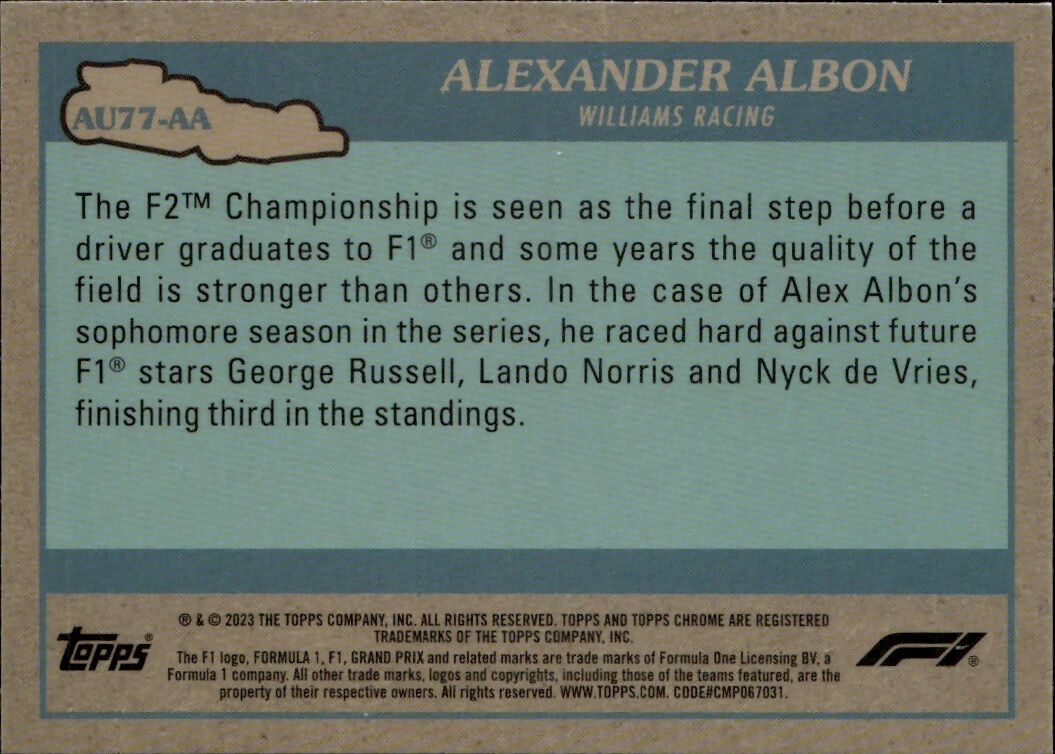 AU77-AA
ALEXANDER ALBON
WILLIAMS RACING
The F2™ Championship is seen as the final step before a
driver graduates to F1® and some years the quality of the
field is stronger than others. In the case of Alex Albon's
sophomore season in the series, he raced hard against future
F1® stars George Russell, Lando Norris and Nyck de Vries,
finishing third in the standings.
® & © 2023 THE TOPPS COMPANY, INC. ALL RIGHTS RESERVED. TOPPS AND TOPPS CHROME ARE REGISTERED
TRADEMARKS OF THE TOPPS COMPANY, INC.
The F1 logo, FORMULA 1, F1, GRAND PRIX and related marks are trade marks of Formula One Licensing BV, a
Formula 1 company. All other trade marks, logos and copyrights, including those of the teams featured, are the
property of their respective owners. All rights reserved. WWW.TOPPS.COM. CODE#CMP067031.
topps®
F1®